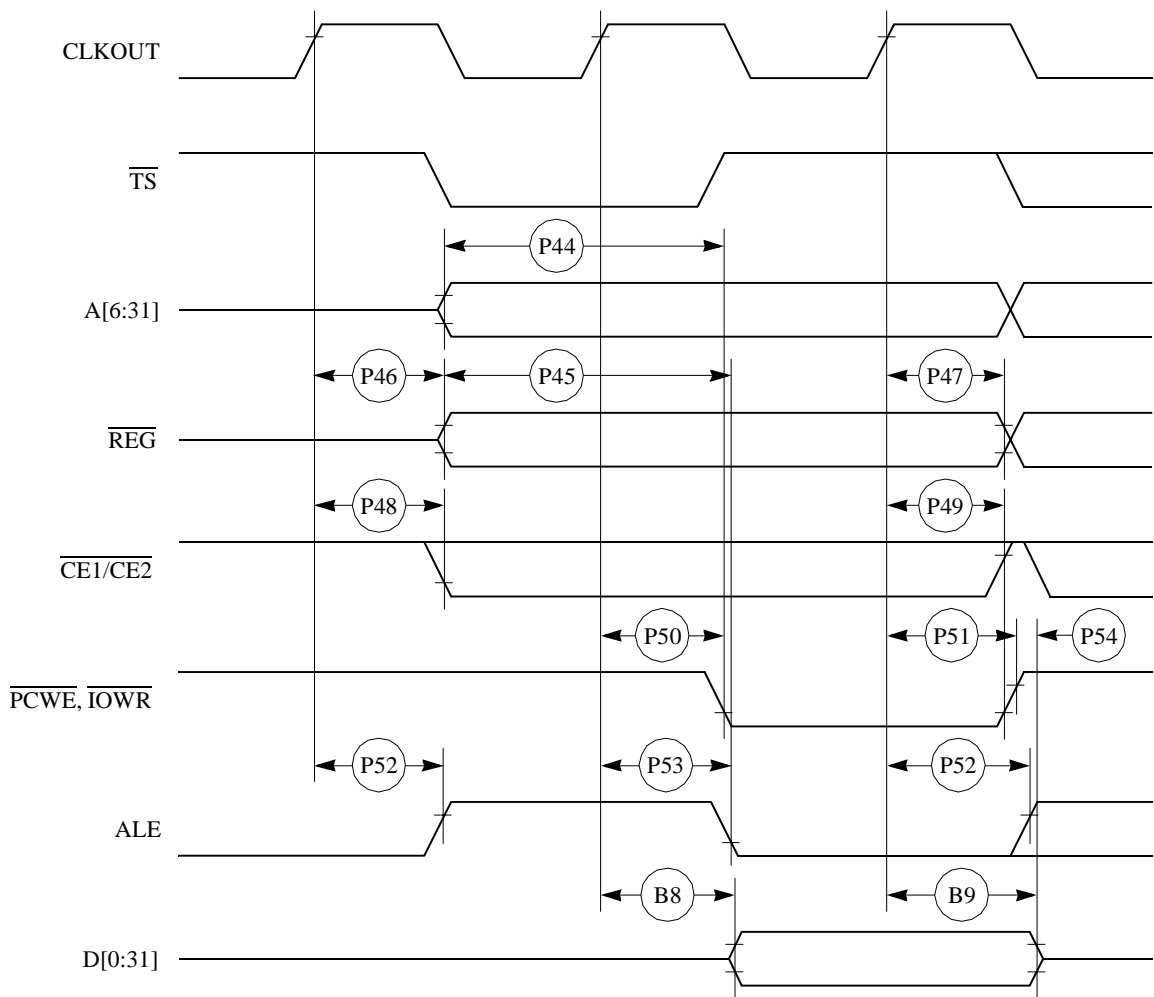 CLKOUT
TS
P44
A[6:31]
P46 P45 P47
REG
P48 P49
CE1/CE2
P50 P51 P54
PCWE, IOWR
P52 P53 P52
ALE
B8 B9
D[0:31]